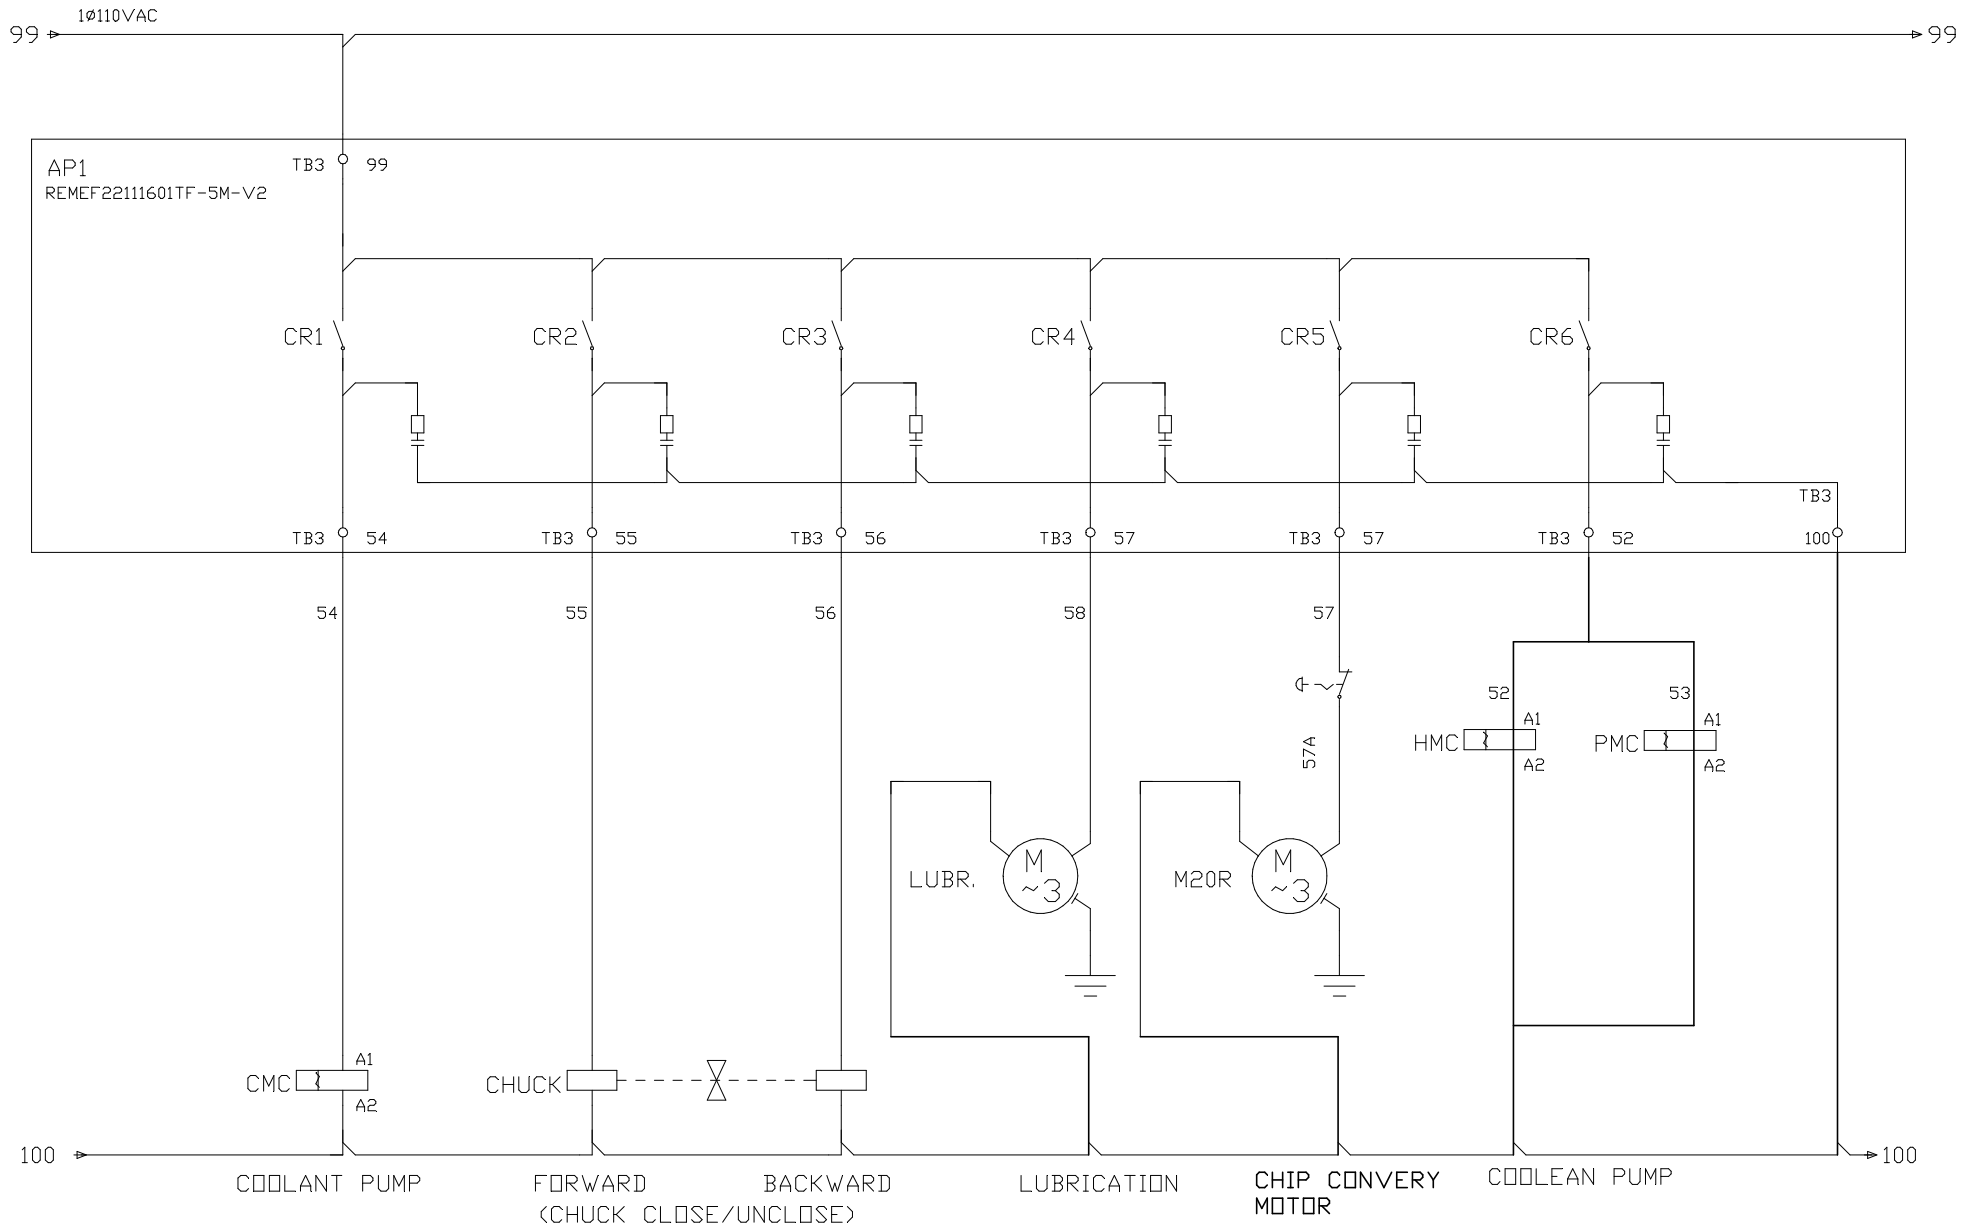 1ø110VAC
99
99
AP1
REMEF22111601TF-5M-V2
TB3 99
CR1
CR2
CR3
CR4
CR5
CR6
TB3
TB3 54
TB3 55
TB3 56
TB3 57
TB3 57
TB3 52
100
54
55
56
58
57
52
53
57A
HMC
A1
A2
PMC
A1
A2
LUBR.
M
~3
M20R
M
~3
CMC
A1
A2
CHUCK
100
100
COOLANT PUMP
FORWARD
BACKWARD
(CHUCK CLOSE/UNCLOSE)
LUBRICATION
CHIP CONVERY
MOTOR
COOLEAN PUMP